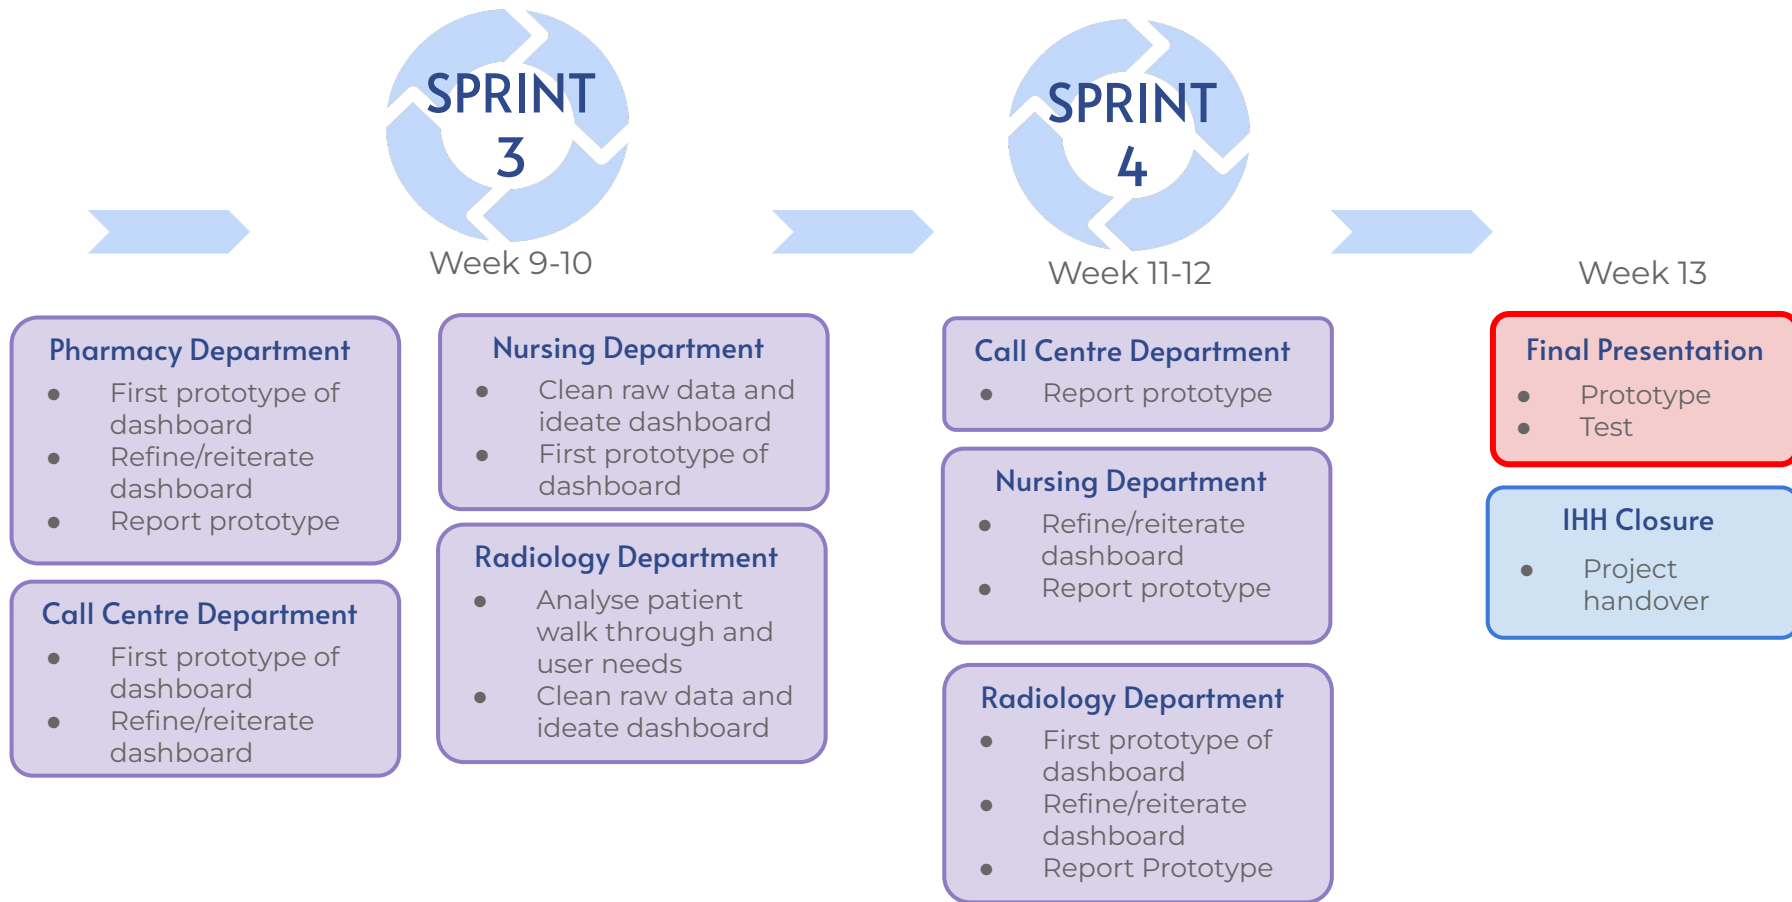 SPRINT
3
Week 9-10
Pharmacy Department
● First prototype of
dashboard
● Refine/reiterate
dashboard
● Report prototype
Call Centre Department
● First prototype of
dashboard
● Refine/reiterate
dashboard
Nursing Department
● Clean raw data and
ideate dashboard
● First prototype of
dashboard
Radiology Department
● Analyse patient
walk through and
user needs
● Clean raw data and
ideate dashboard
SPRINT
4
Week 11-12
Call Centre Department
● Report prototype
Nursing Department
● Refine/reiterate
dashboard
● Report prototype
Radiology Department
● First prototype of
dashboard
● Refine/reiterate
dashboard
● Report Prototype
Week 13
Final Presentation
● Prototype
● Test
IHH Closure
● Project
handover